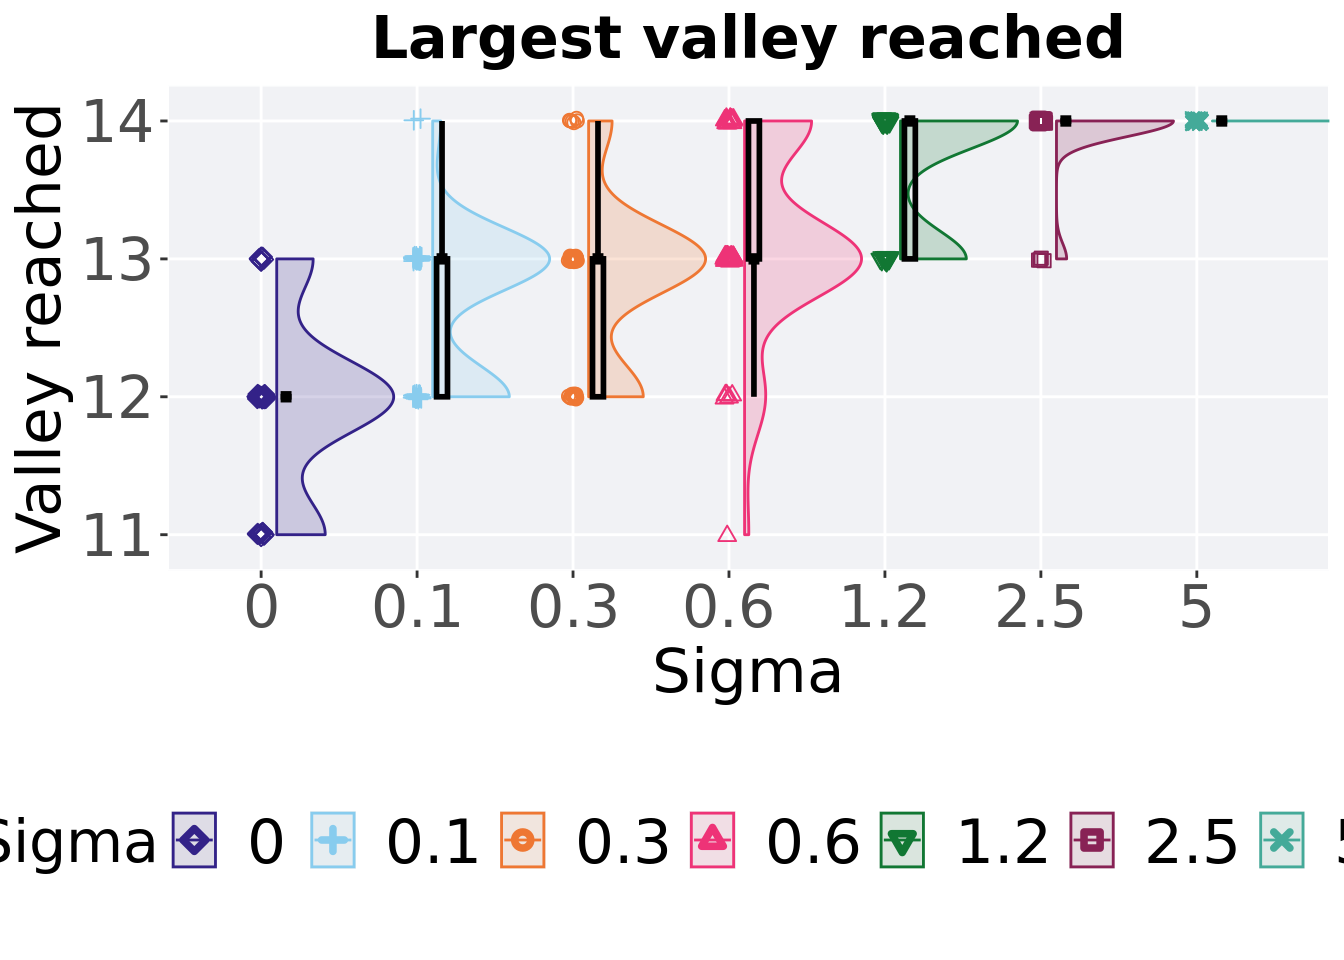 Largest valley reached
Valley reached
14
13
12
11
0 0.1 0.3 0.6 1.2 2.5 5
Sigma
Sigma 0 0.1 0.3 0.6 1.2 2.5 5